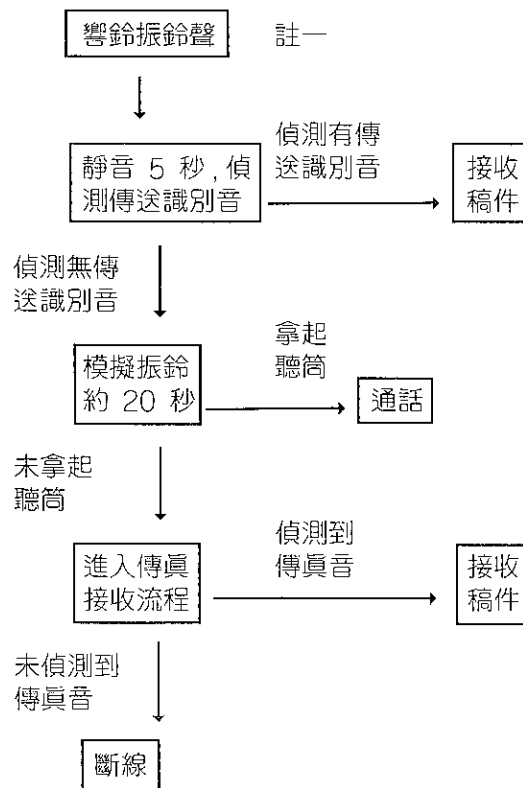 響鈴振鈴聲 註一
偵測有傳
送識別音
靜音 5 秒,偵
測傳送識別音
接收
稿件
偵測無傳
送識別音
模擬振鈴
約 20 秒
拿起
聽筒
通話
未拿起
聽筒
進入傳眞
接收流程
偵測到
傳眞音
接收
稿件
未偵測到
傳眞音
斷線